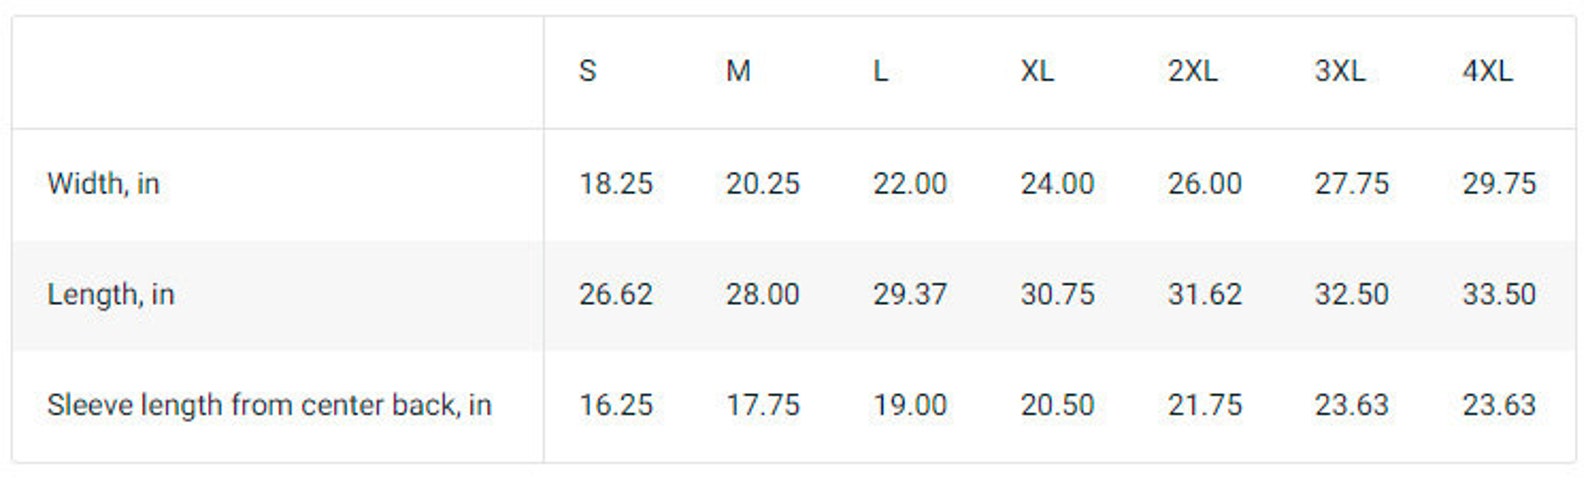 S M L XL 2XL 3XL 4XL
Width, in 18.25 20.25 22.00 24.00 26.00 27.75 29.75
Length, in 26.62 28.00 29.37 30.75 31.62 32.50 33.50
Sleeve length from center back, in 16.25 17.75 19.00 20.50 21.75 23.63 23.63